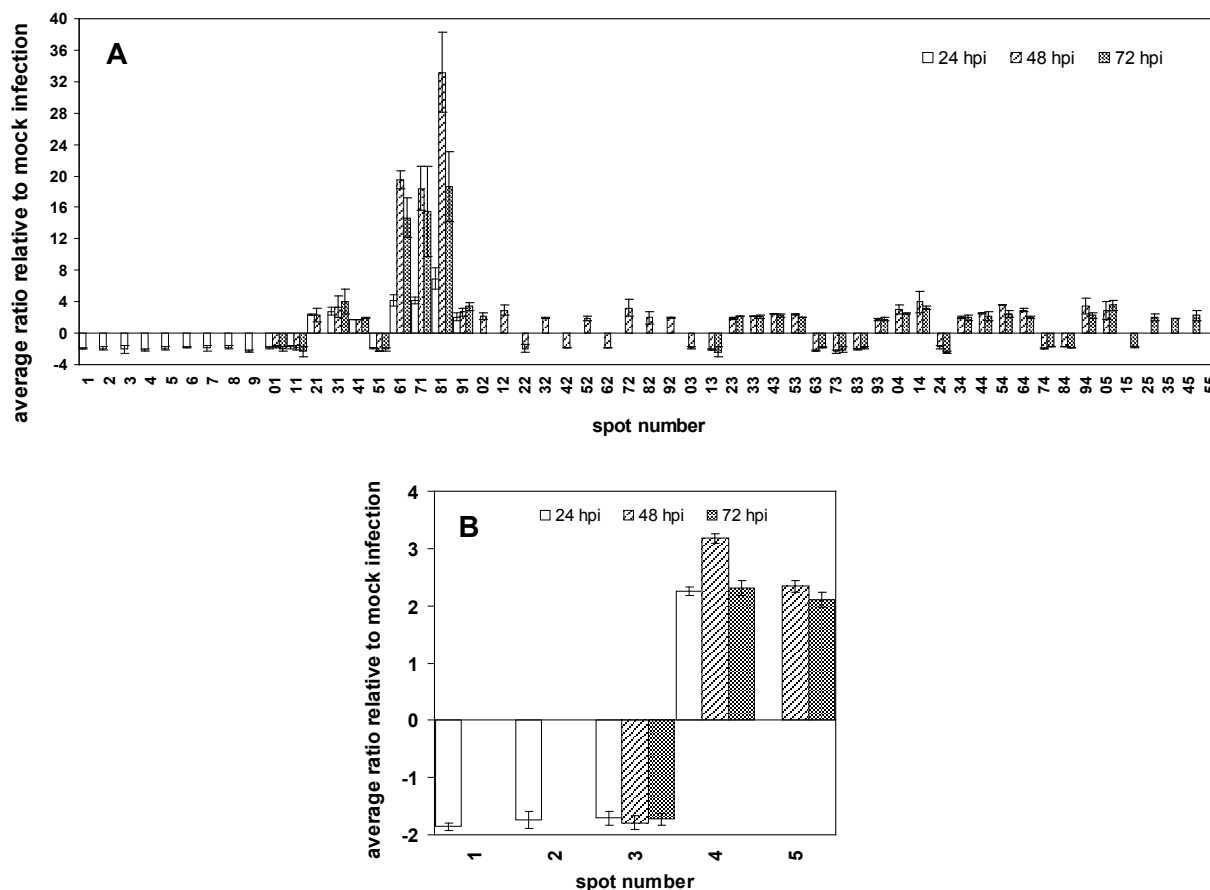 A
24 hpi 48 hpi 72 hpi
average ratio relative to mock infection
40
36
32
28
24
20
16
12
8
4
0
-4
1 2 3 4 5 6 7 8 9 01 11 21 31 41 51 61 71 81 91 02 12 22 32 42 52 62 72 82 92 03 13 23 33 43 53 63 73 83 93 04 14 24 34 44 54 64 74 84 94 05 15 25 35 45 55
spot number
B
24 hpi 48 hpi 72 hpi
average ratio relative to mock infection
4
3
2
1
0
-1
-2
1 2 3 4 5
spot number